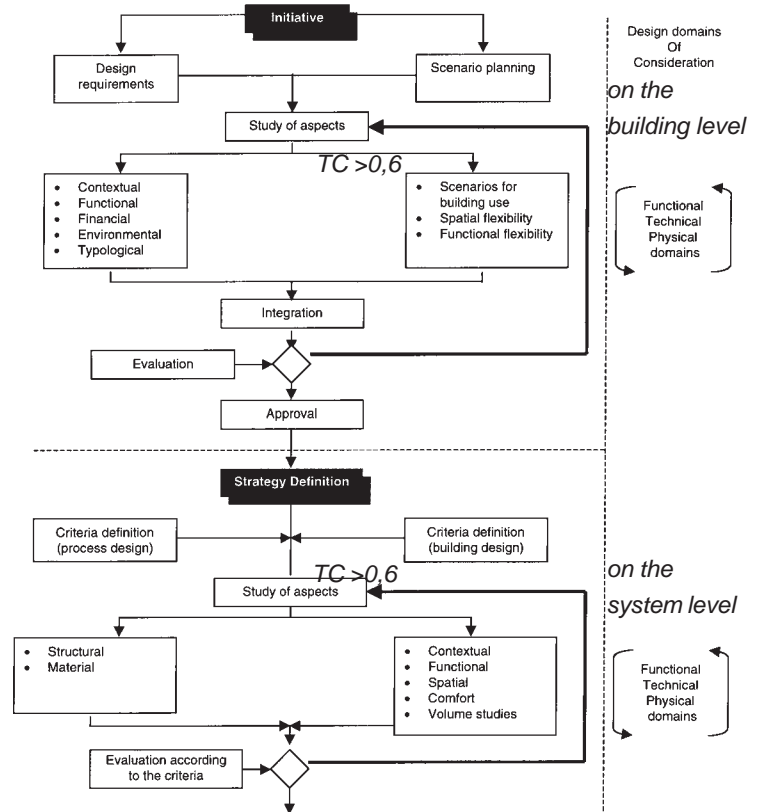 Initiative
Design domains
Of
Consideration
Design
requirements
Scenario planning
on the
building level
Study of aspects
TC >0,6
• Contextual
• Functional
• Financial
• Environmental
• Typological
• Scenarios for
building use
• Spatial flexibility
• Functional flexibility
Functional
Technical
Physical
domains
Integration
Evaluation
Approval
Strategy Definition
Criteria definition
(process design)
Criteria definition
(building design)
TC >0,6
Study of aspects
on the
system level
• Structural
• Material
• Contextual
• Functional
• Spatial
• Comfort
• Volume studies
Functional
Technical
Physical
domains
Evaluation according
to the criteria